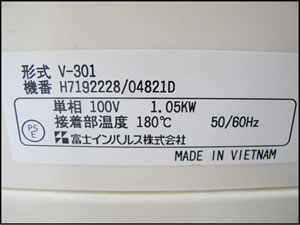 形式 V-301
機番 H7192228/04821D
単相 100V 1.05KW
接着部温度 180℃ 50/60Hz
PS
E
富士インパルス株式会社
MADE IN VIETNAM